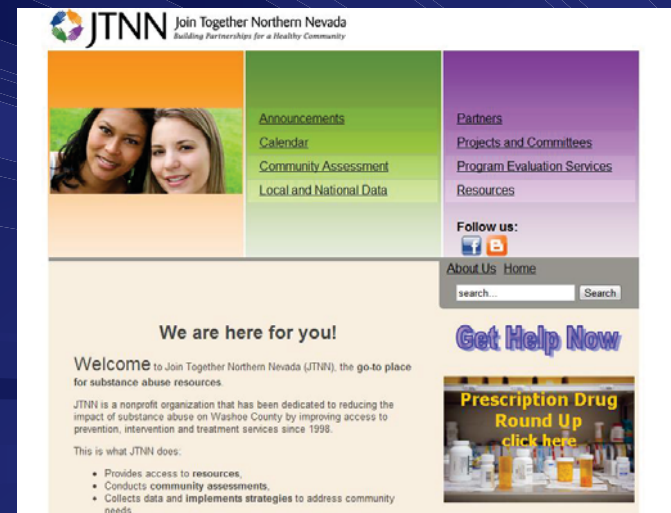 JTNN Join Together Northern Nevada
Building Partnerships for a Healthy Community
Announcements
Calendar
Community Assessment
Local and National Data
Partners
Projects and Committees
Program Evaluation Services
Resources
Follow us:
About Us Home
search... Search
We are here for you!
Welcome to Join Together Northern Nevada (JTNN), the go-to place
for substance abuse resources.
JTNN is a nonprofit organization that has been dedicated to reducing the
impact of substance abuse on Washoe County by improving access to
prevention, intervention and treatment services since 1998.
This is what JTNN does:
• Provides access to resources,
• Conducts community assessments,
• Collects data and implements strategies to address community
needs
Get Help Now
Prescription Drug
Round Up
click here